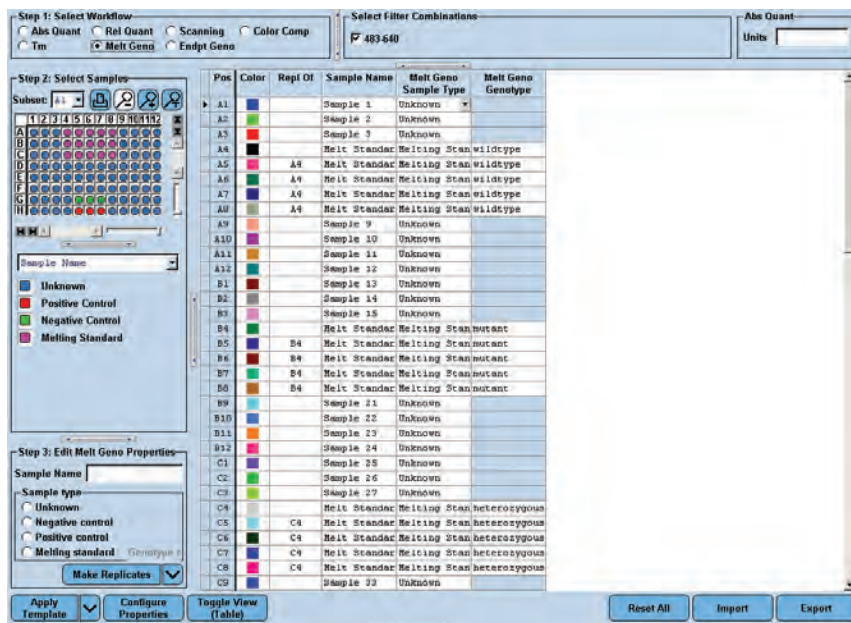 Step 1: Select Workflow
Abs Quant Rel Quant Scanning Color Comp
Tm Melt Geno Endpt Geno
Select Filter Combinations
483-640
Abs Quant
Units
Step 2: Select Samples
Subset: A1
1 2 3 4 5 6 7 8 9 10 11 12
A
B
C
D
E
F
G
H
Sample Name
Unknown
Positive Control
Negative Control
Melting Standard
Step 3: Edit Melt Geno Properties
Sample Name
Sample type
Unknown
Negative control
Positive control
Melting standard Genotype
Make Replicates
Pos Color Repl Of Sample Name Melt Geno Sample Type Melt Geno Genotype
A1 Sample 1 Unknown
A2 Sample 2 Unknown
A3 Sample 3 Unknown
A4 Melt Standar Melting Stan wildtype
A5 A4 Melt Standar Melting Stan wildtype
A6 A4 Melt Standar Melting Stan wildtype
A7 A4 Melt Standar Melting Stan wildtype
A8 A4 Melt Standar Melting Stan wildtype
A9 Sample 9 Unknown
A10 Sample 10 Unknown
A11 Sample 11 Unknown
A12 Sample 12 Unknown
B1 Sample 13 Unknown
B2 Sample 14 Unknown
B3 Sample 15 Unknown
B4 Melt Standar Melting Stan mutant
B5 B4 Melt Standar Melting Stan mutant
B6 B4 Melt Standar Melting Stan mutant
B7 B4 Melt Standar Melting Stan mutant
B8 B4 Melt Standar Melting Stan mutant
B9 Sample 21 Unknown
B10 Sample 22 Unknown
B11 Sample 23 Unknown
B12 Sample 24 Unknown
C1 Sample 25 Unknown
C2 Sample 26 Unknown
C3 Sample 27 Unknown
C4 Melt Standar Melting Stan heterozygous
C5 C4 Melt Standar Melting Stan heterozygous
C6 C4 Melt Standar Melting Stan heterozygous
C7 C4 Melt Standar Melting Stan heterozygous
C8 C4 Melt Standar Melting Stan heterozygous
C9 Sample 33 Unknown
Apply Template
Configure Properties
Toggle View (Table)
Reset All
Import
Export